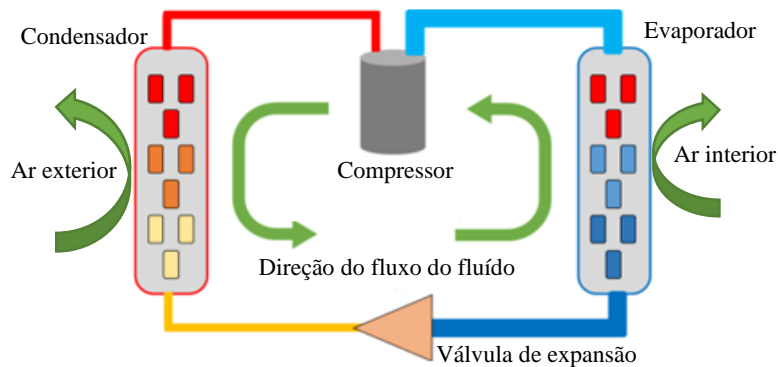 Condensador
Evaporador
Ar exterior
Compressor
Ar interior
Direção do fluxo do fluído
Válvula de expansão